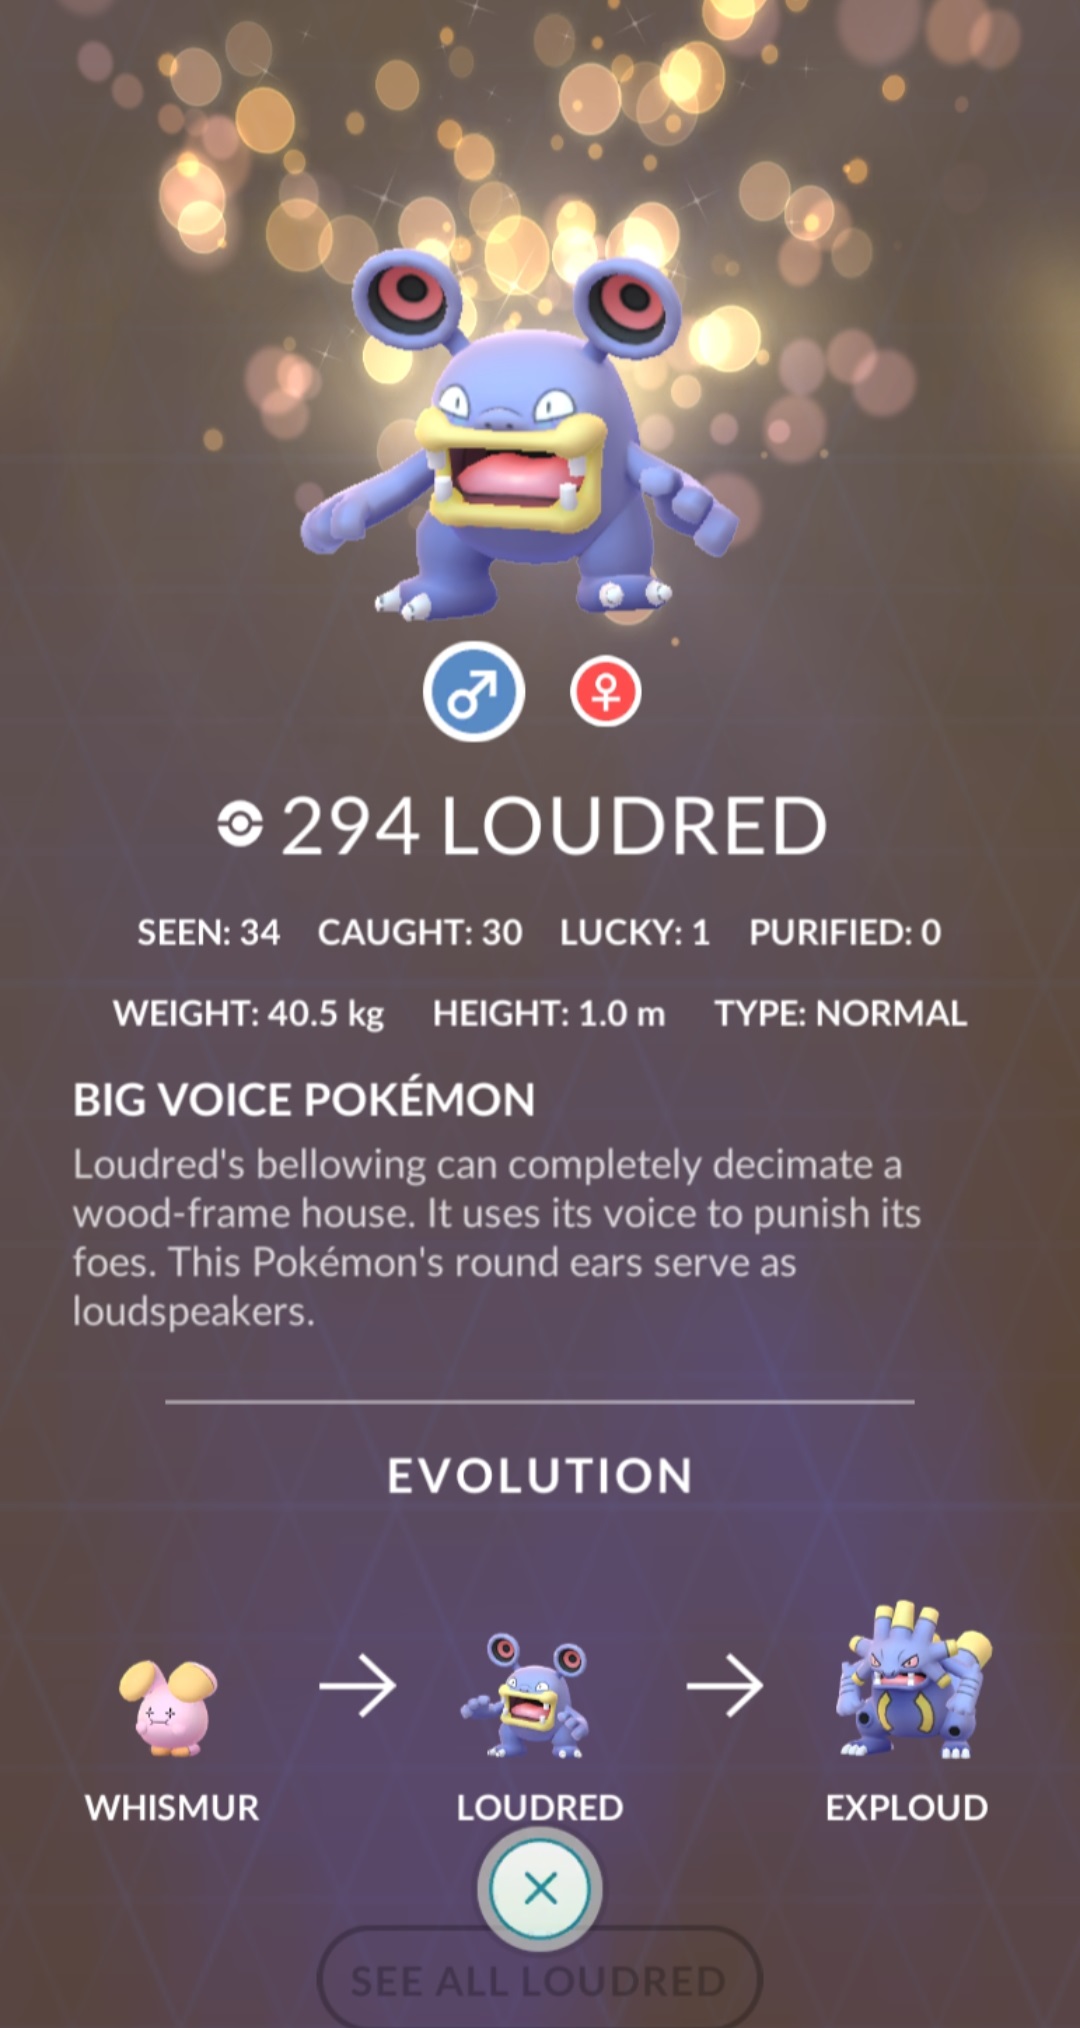 294 LOUDRED
SEEN: 34 CAUGHT: 30 LUCKY: 1 PURIFIED: 0
WEIGHT: 40.5 kg HEIGHT: 1.0 m TYPE: NORMAL
BIG VOICE POKÉMON
Loudred's bellowing can completely decimate a
wood-frame house. It uses its voice to punish its
foes. This Pokémon's round ears serve as
loudspeakers.
EVOLUTION
WHISMUR LOUDRED EXPLOUD
SEE ALL LOUDRED